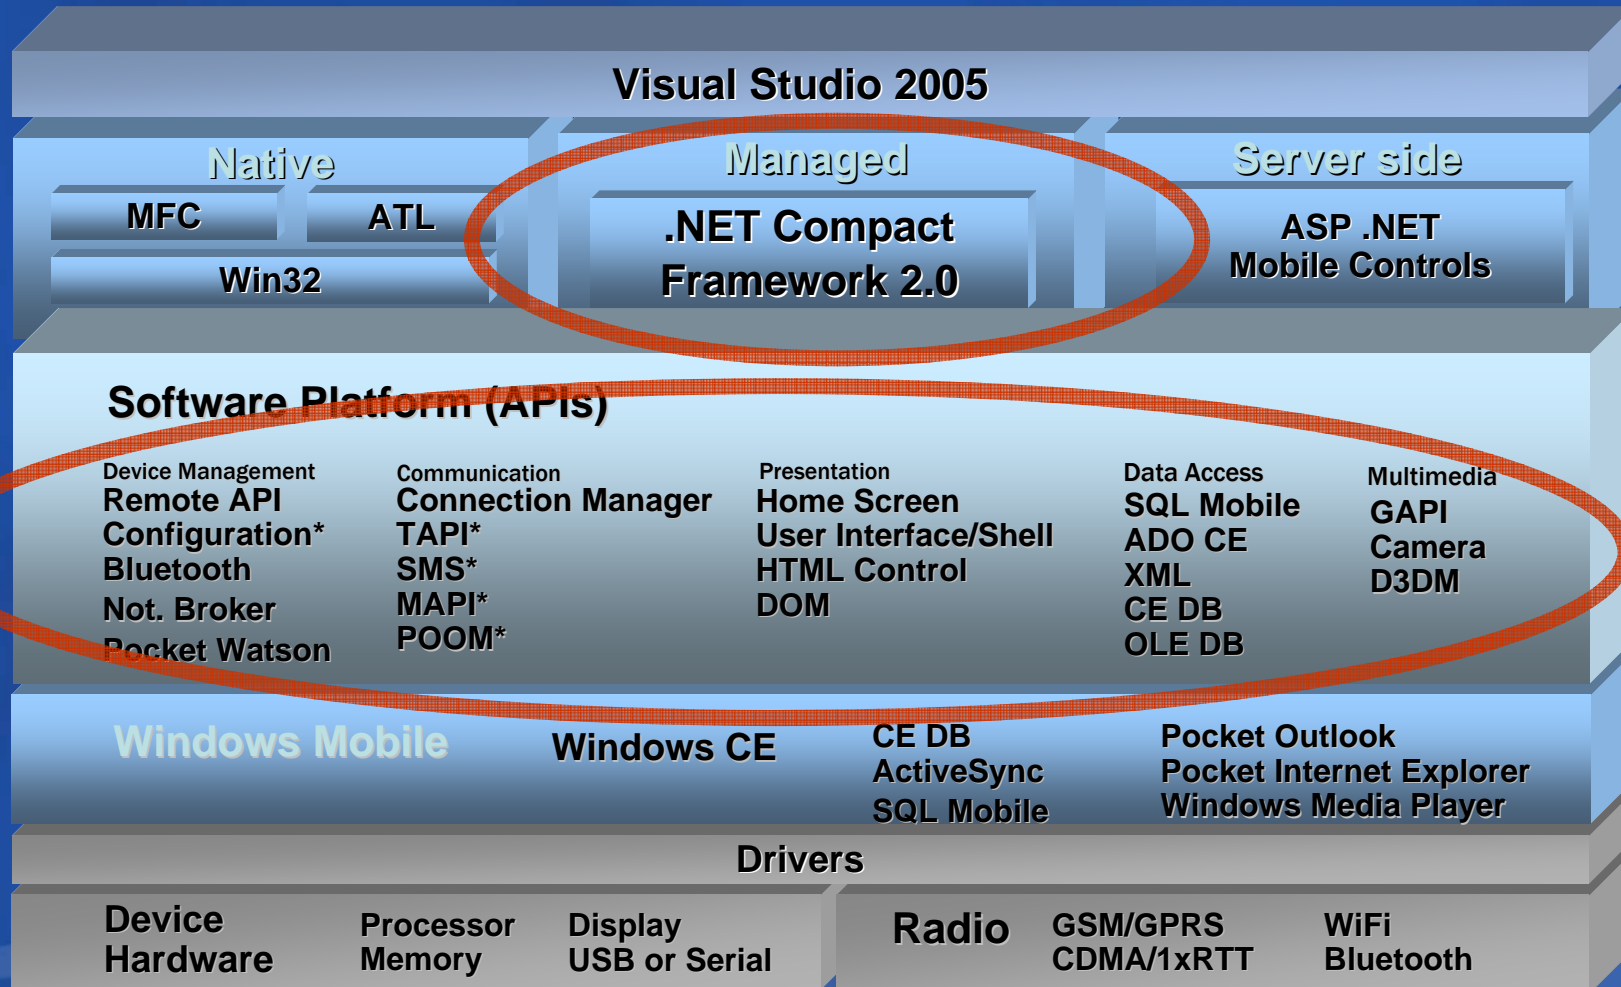 Visual Studio 2005
Native
MFC
ATL
Win32
Managed
.NET Compact
Framework 2.0
Server side
ASP .NET
Mobile Controls
Software Platform (APIs)
Device Management
Remote API
Configuration*
Bluetooth
Not. Broker
Pocket Watson
Communication
Connection Manager
TAPI*
SMS*
MAPI*
POOM*
Presentation
Home Screen
User Interface/Shell
HTML Control
DOM
Data Access
SQL Mobile
ADO CE
XML
CE DB
OLE DB
Multimedia
GAPI
Camera
D3DM
Windows Mobile
Windows CE
CE DB
ActiveSync
SQL Mobile
Pocket Outlook
Pocket Internet Explorer
Windows Media Player
Drivers
Device
Hardware
Processor
Memory
Display
USB or Serial
Radio
GSM/GPRS
CDMA/1xRTT
WiFi
Bluetooth